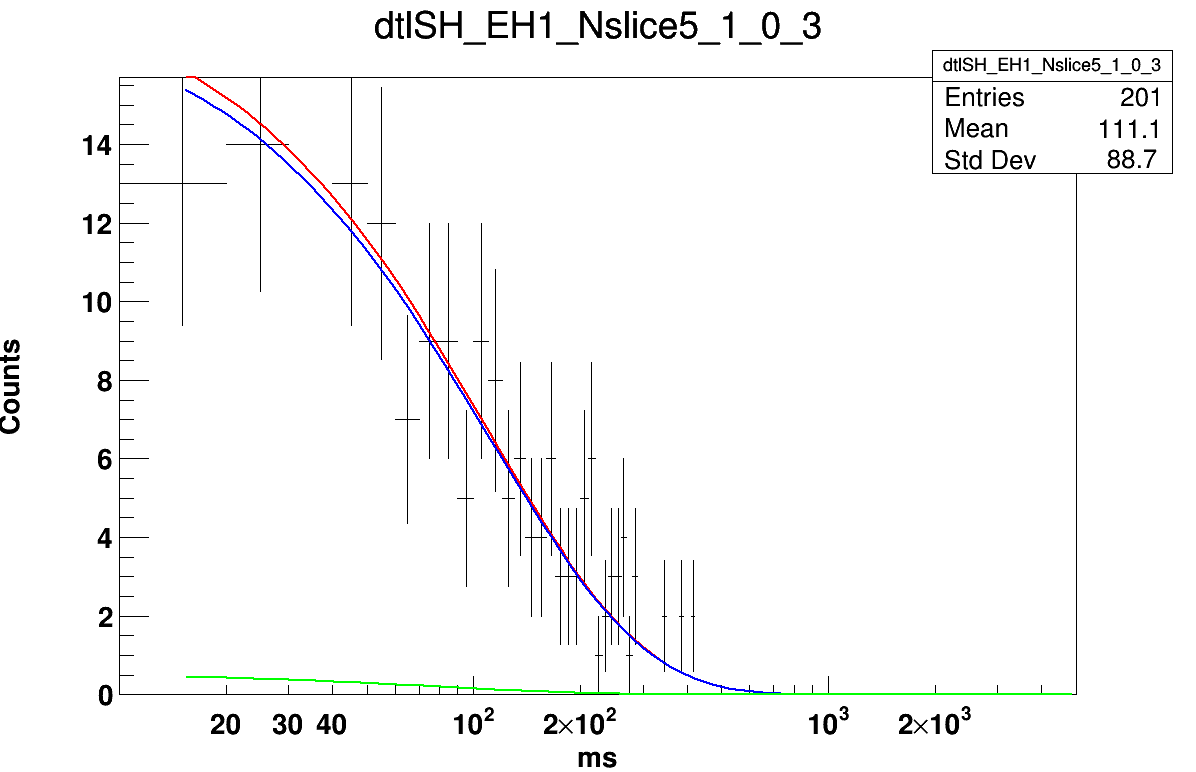 dtlSH_EH1_Nslice5_1_0_3
dtlSH_EH1_Nslice5_1_0_3
Entries 201
Mean 111.1
Std Dev 88.7
14
12
10
8
6
4
2
0
Counts
20 30 40 10² 2×10² 10³ 2×10³
ms